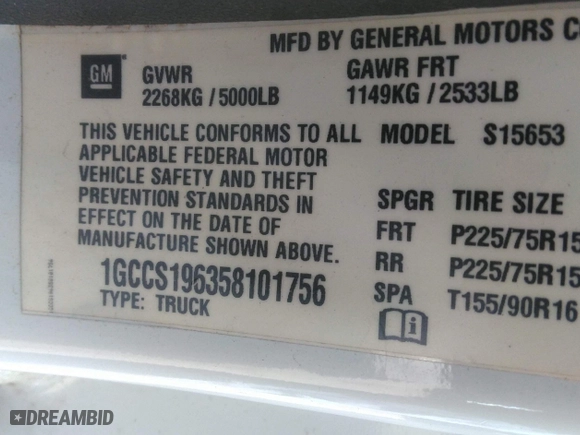 MFD BY GENERAL MOTORS CO
GM
GVWR
2268KG / 5000LB
GAWR FRT
1149KG / 2533LB
THIS VEHICLE CONFORMS TO ALL
APPLICABLE FEDERAL MOTOR
VEHICLE SAFETY AND THEFT
PREVENTION STANDARDS IN
EFFECT ON THE DATE OF
MANUFACTURE SHOWN ABOVE.
1GCCS196358101756
TYPE: TRUCK
MODEL S15653
SPGR TIRE SIZE
FRT P225/75R15
RR P225/75R15
SPA T155/90R16
DREAMBID